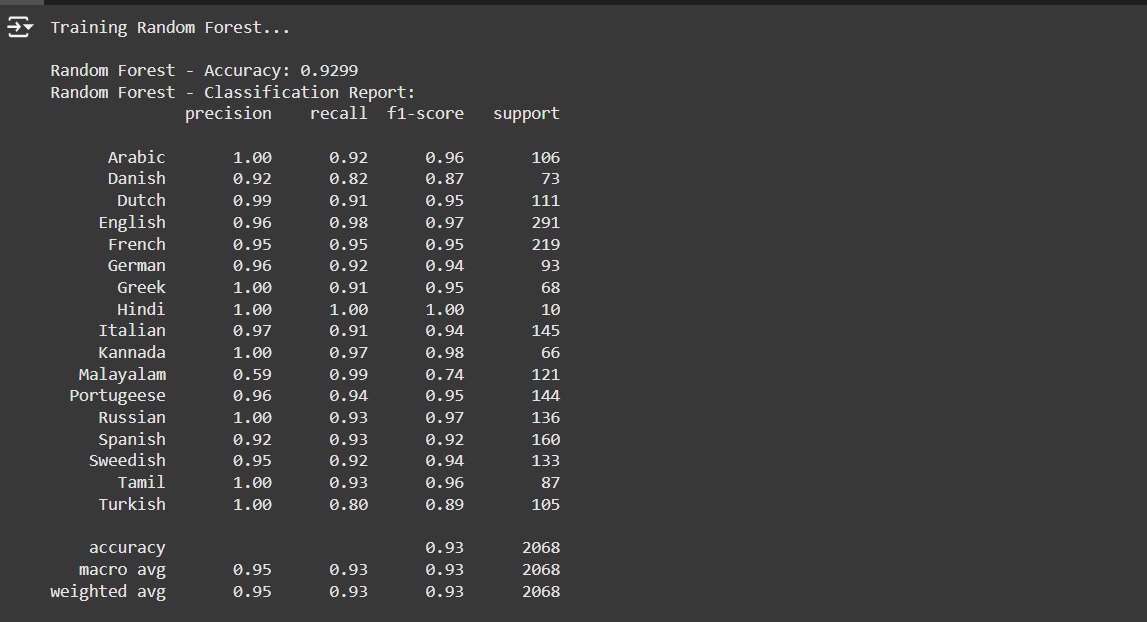 Training Random Forest...
Random Forest - Accuracy: 0.9299
Random Forest - Classification Report:
precision recall f1-score support
Arabic 1.00 0.92 0.96 106
Danish 0.92 0.82 0.87 73
Dutch 0.99 0.91 0.95 111
English 0.96 0.98 0.97 291
French 0.95 0.95 0.95 219
German 0.96 0.92 0.94 93
Greek 1.00 0.91 0.95 68
Hindi 1.00 1.00 1.00 10
Italian 0.97 0.91 0.94 145
Kannada 1.00 0.97 0.98 66
Malayalam 0.59 0.99 0.74 121
Portugeese 0.96 0.94 0.95 144
Russian 1.00 0.93 0.97 136
Spanish 0.92 0.93 0.92 160
Sweedish 0.95 0.92 0.94 133
Tamil 1.00 0.93 0.96 87
Turkish 1.00 0.80 0.89 105
accuracy 0.93 2068
macro avg 0.95 0.93 0.93 2068
weighted avg 0.95 0.93 0.93 2068